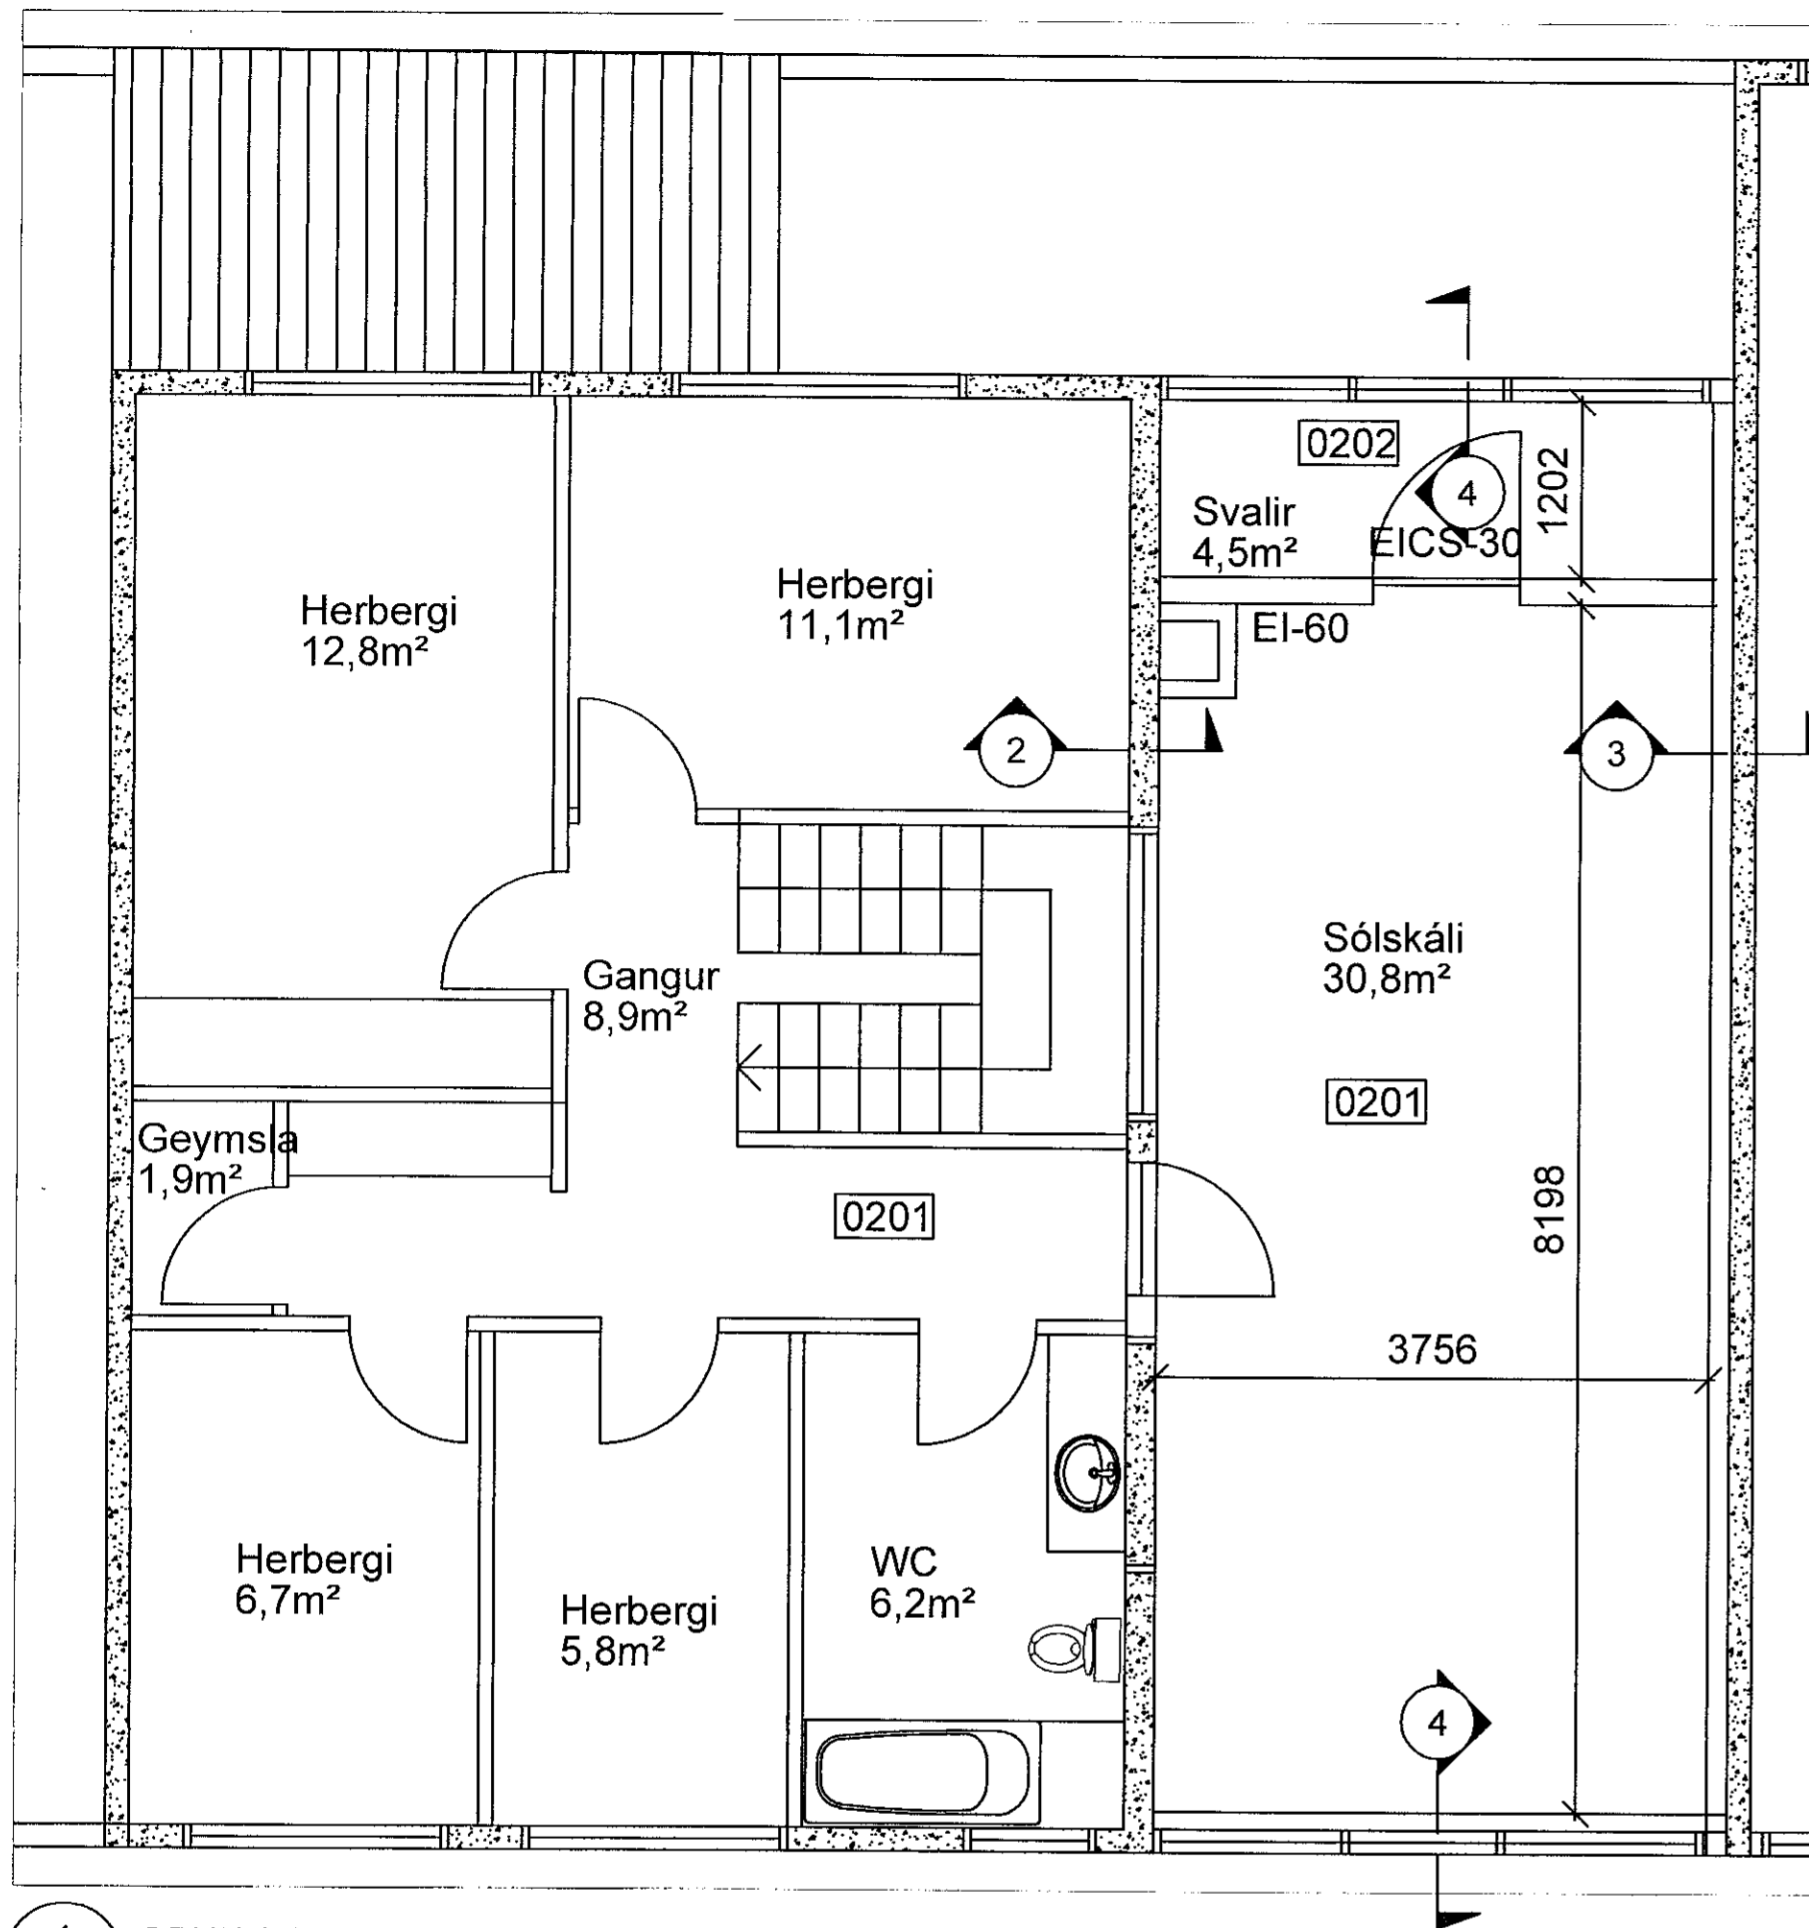 0202
4
1202
Svalir
4,5m²
EICS-30
Herbergi
12,8m²
Herbergi
11,1m²
EI-60
2
3
Sólskáli
30,8m²
Gangur
8,9m²
0201
Geymsla
1,9m²
0201
8198
3756
Herbergi
6,7m²
Herbergi
5,8m²
WC
6,2m²
4